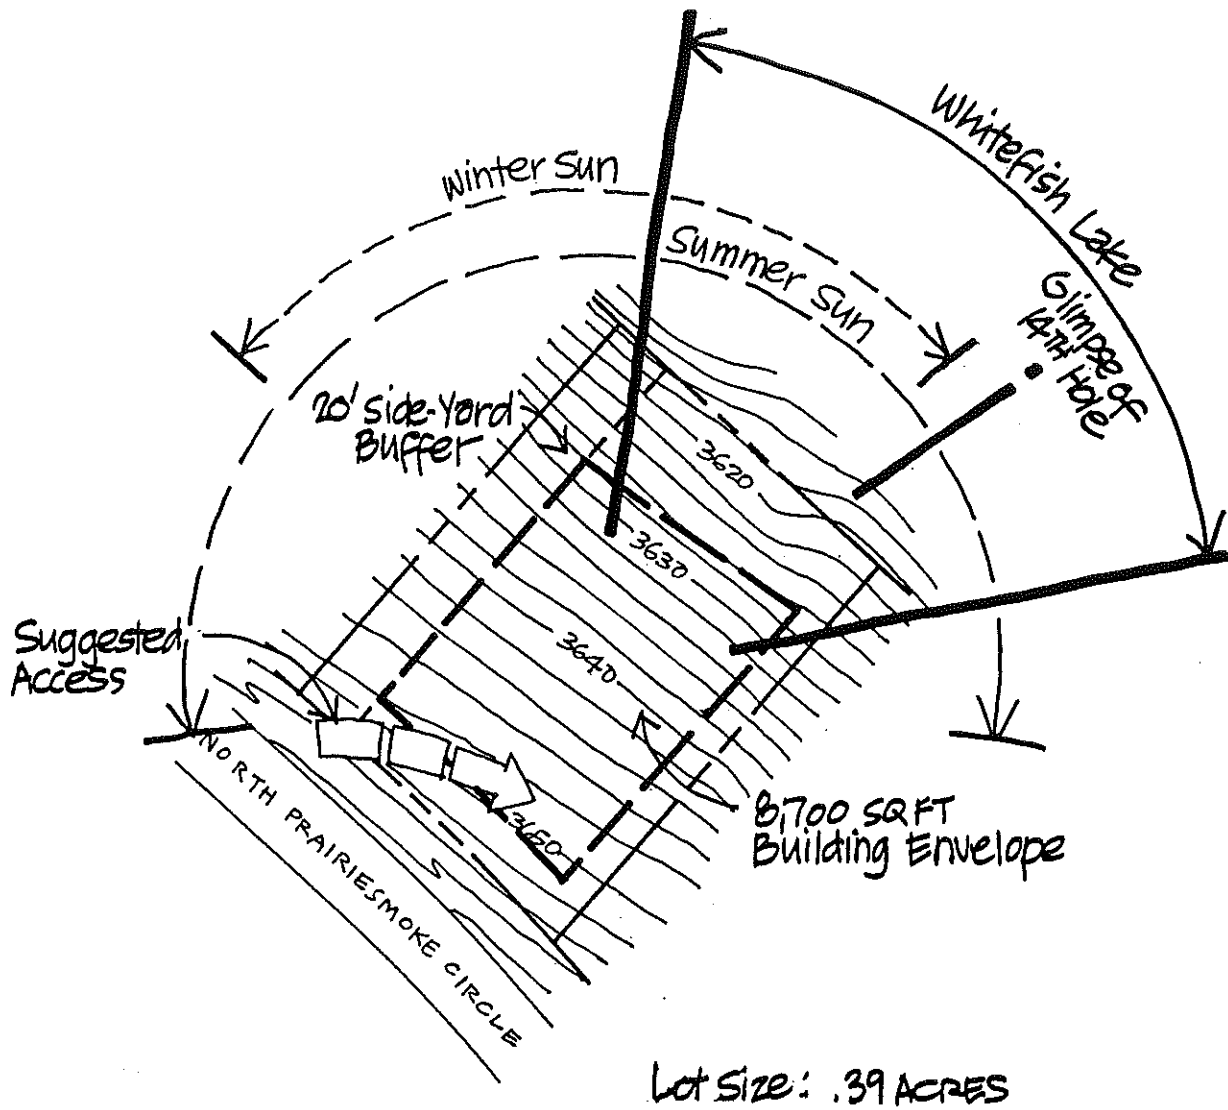 Whitefish Lake
Winter Sun
Summer Sun
Glimpse of
14TH Hole
20' Side-Yard
Buffer
3620
3630
3640
3650
Suggested
Access
NORTH PRAIRIESMOKE CIRCLE
8,700 SQ FT
Building Envelope
Lot Size: .39 ACRES